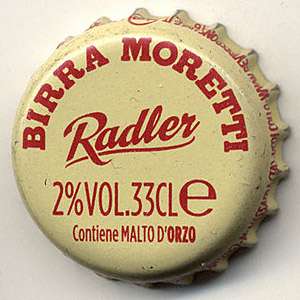 BIRRA MORETTI
Radler
2%VOL.33CL e
Contiene MALTO D'ORZO